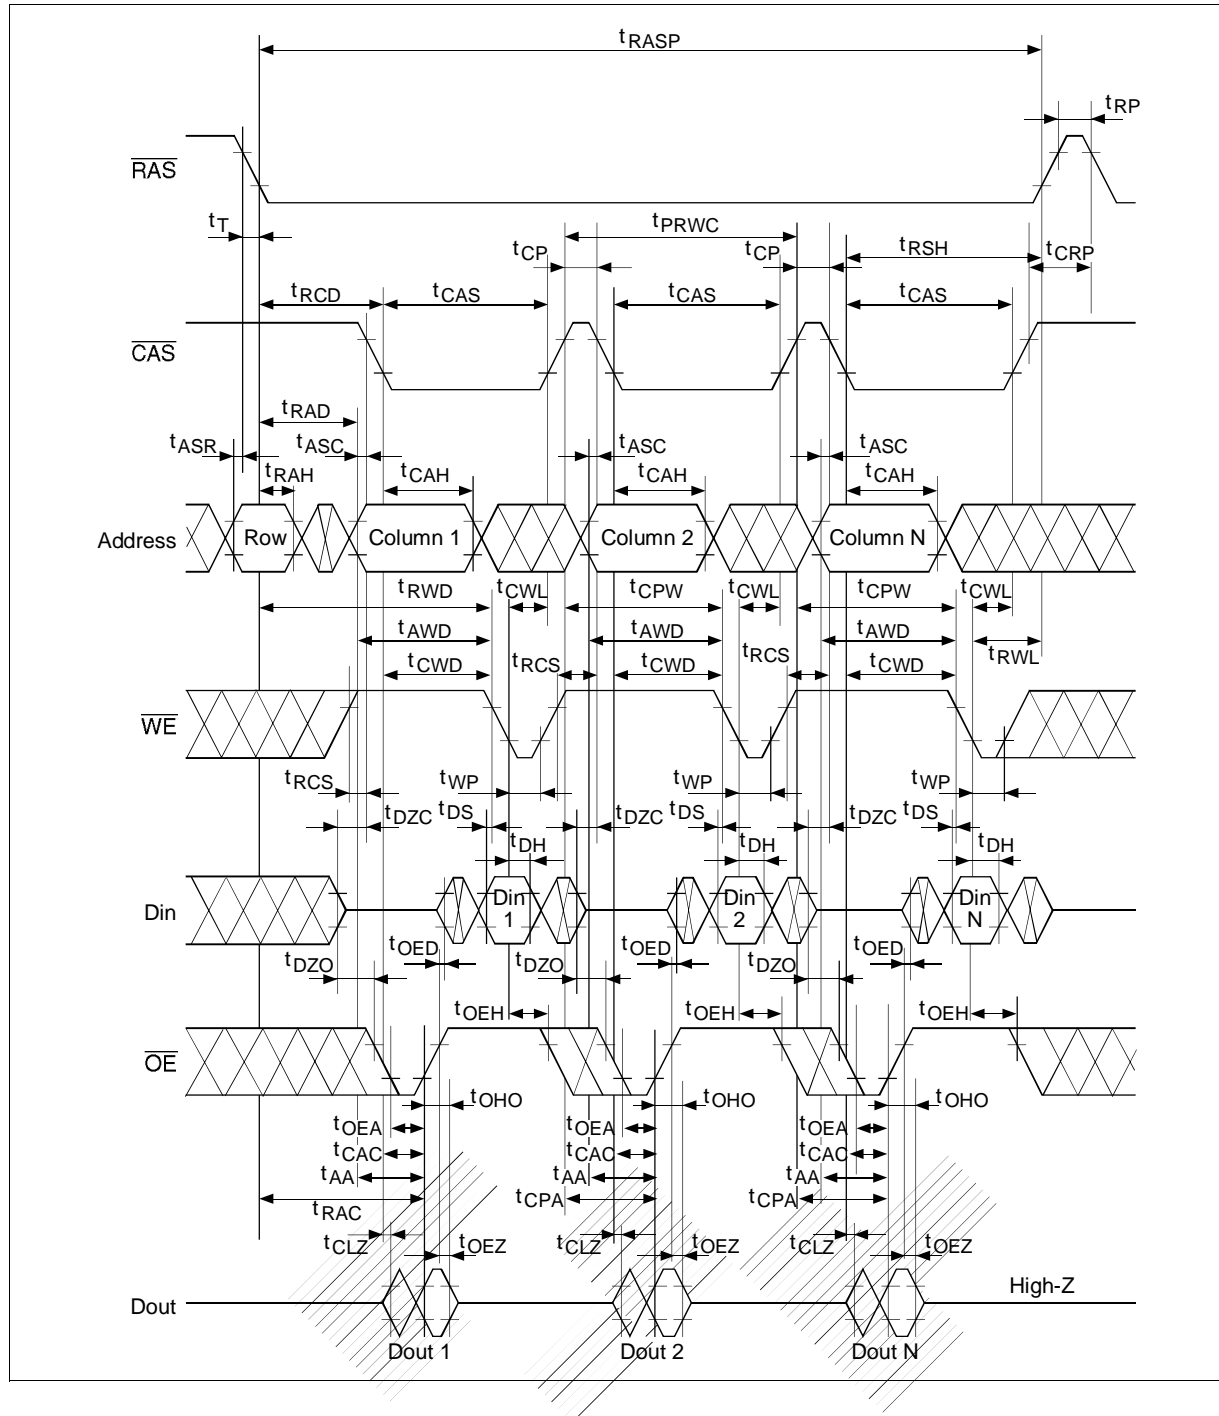 tRASP
tRP
RAS
tT
tPRWC
tCP
tCP
tRSH
tCRP
tRCD
tCAS
tCAS
tCAS
CAS
tRAD
tASR
tASC
tASC
tASC
tRAH
tCAH
tCAH
tCAH
Address
Row
Column 1
Column 2
Column N
tRWD
tCWL
tCPW
tCWL
tCPW
tCWL
tAWD
tAWD
tAWD
tCWD
tRCS
tCWD
tRCS
tCWD
tRWL
WE
tRCS
tWP
tWP
tWP
tDZC
tDS
tDZC
tDS
tDZC
tDS
tDH
tDH
tDH
Din
Din 1
Din 2
Din N
tDZO
tOED
tDZO
tOED
tDZO
tOED
tOEH
tOEH
tOEH
OE
tOHO
tOHO
tOHO
tOEA
tOEA
tOEA
tCAC
tCAC
tCAC
tAA
tAA
tAA
tRAC
tCPA
tCPA
tCLZ
tOEZ
tCLZ
tOEZ
tCLZ
tOEZ
High-Z
Dout
Dout 1
Dout 2
Dout N